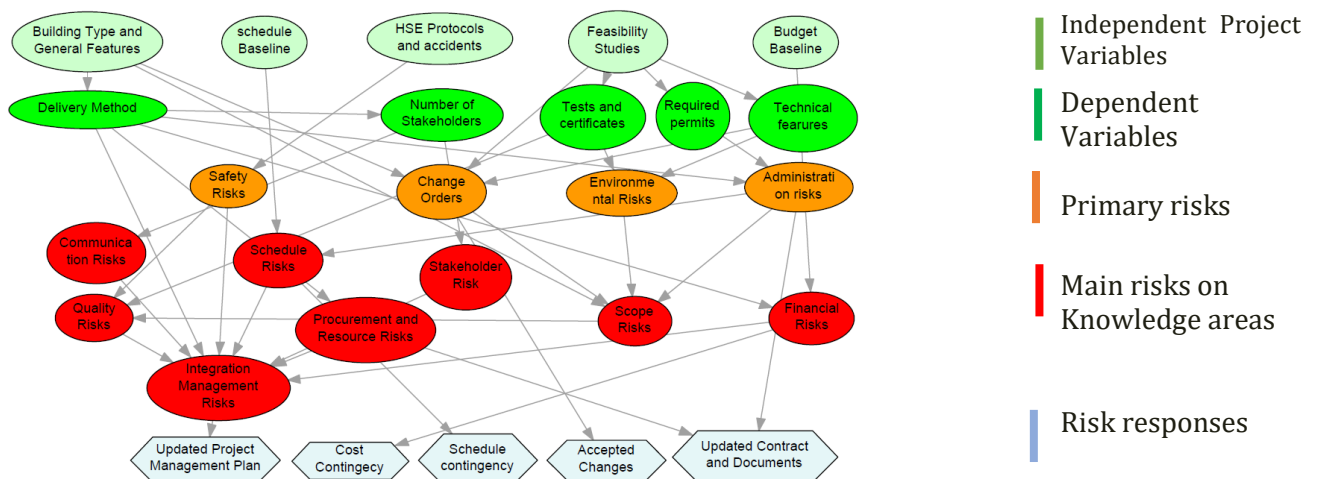 Building Type and
General Features
schedule
Baseline
HSE Protocols
and accidents
Feasibility
Studies
Budget
Baseline
Delivery Method
Number of
Stakeholders
Tests and
certificates
Required
permits
Technical
fearures
Safety
Risks
Change
Orders
Environme
ntal Risks
Administrati
on risks
Communica
tion Risks
Schedule
Risks
Stakeholder
Risk
Quality
Risks
Procurement and
Resource Risks
Scope
Risks
Financial
Risks
Integration
Management
Risks
Updated Project
Management Plan
Cost
Contingecy
Schedule
contingency
Accepted
Changes
Updated Contract
and Documents
Independent Project
Variables
Dependent
Variables
Primary risks
Main risks on
Knowledge areas
Risk responses